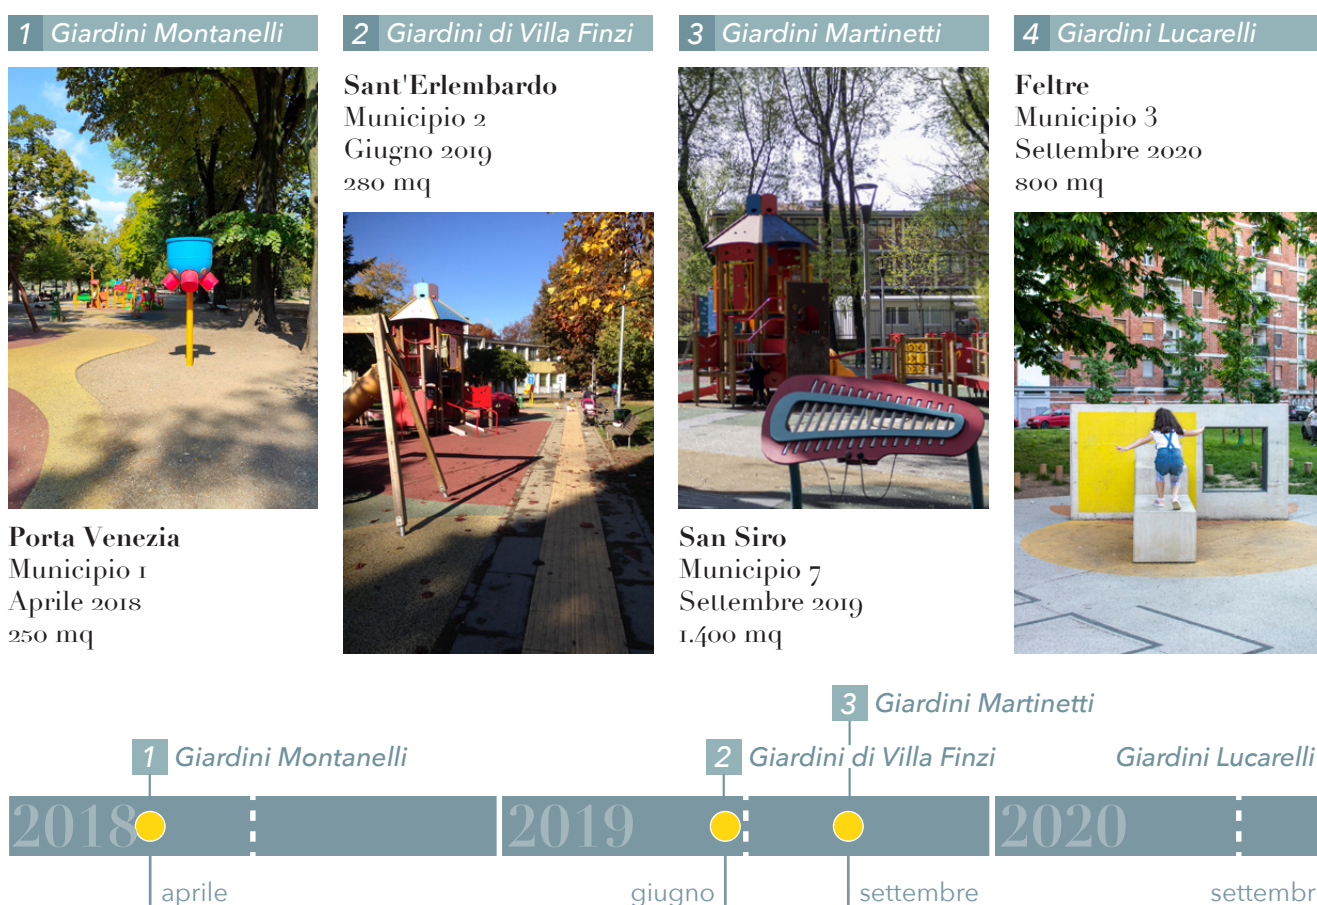 1 Giardini Montanelli
Porta Venezia
Municipio 1
Aprile 2018
250 mq
2 Giardini di Villa Finzi
Sant'Erlembardo
Municipio 2
Giugno 2019
280 mq
3 Giardini Martinetti
San Siro
Municipio 7
Settembre 2019
1.400 mq
4 Giardini Lucarelli
Feltre
Municipio 3
Settembre 2020
800 mq
3 Giardini Martinetti
1 Giardini Montanelli
2 Giardini di Villa Finzi
Giardini Lucarelli
2018
2019
2020
aprile
giugno
settembre
settembr